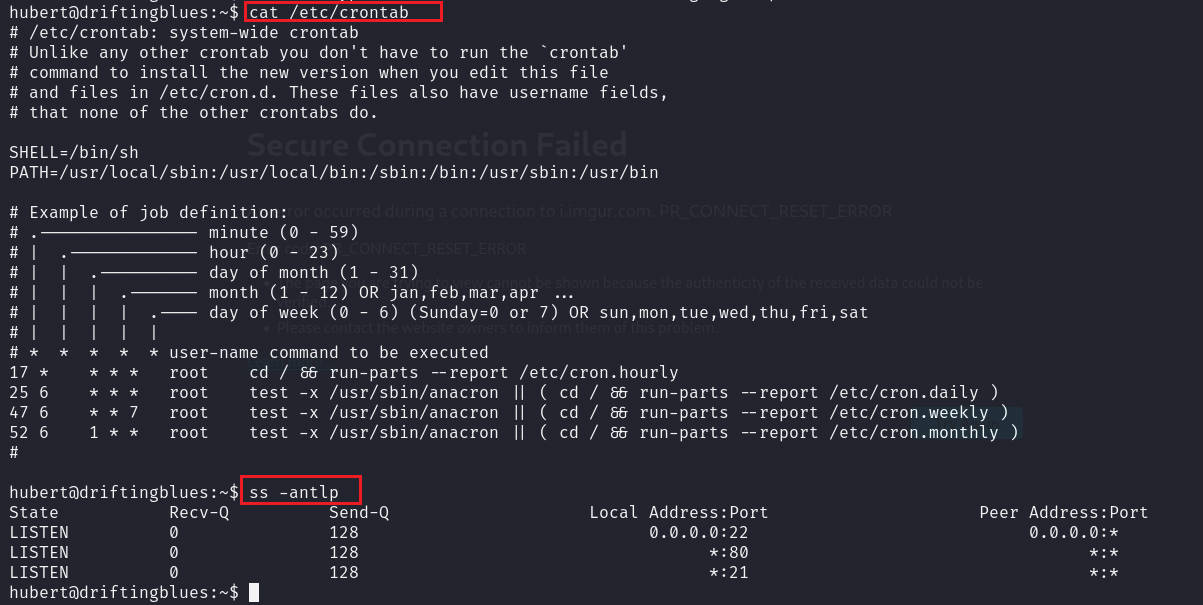 hubert@driftingblues:~$ cat /etc/crontab
# /etc/crontab: system-wide crontab
# Unlike any other crontab you don't have to run the `crontab'
# command to install the new version when you edit this file
# and files in /etc/cron.d. These files also have username fields,
# that none of the other crontabs do.
Secure Connection Failed
SHELL=/bin/sh
PATH=/usr/local/sbin:/usr/local/bin:/sbin:/bin:/usr/sbin:/usr/bin
# Example of job definition:
occurred during a connection to i.imgur.com. PR_CONNECT_RESET_ERROR
# .---------------- minute (0 - 59)
# | .------------- hour (0 - 23)
_CONNECT_RESET_ERROR
# | | .---------- day of month (1 - 31)
view cannot be shown because the authenticity of the received data could not be
# | | | .------- month (1 - 12) OR jan,feb,mar,apr ...
# | | | | .---- day of week (0 - 6) (Sunday=0 or 7) OR sun,mon,tue,wed,thu,fri,sat
# | | | | |
• Please contact the website owners to inform them of this problem.
# * * * * * user-name command to be executed
17 * * * * root cd / && run-parts --report /etc/cron.hourly
25 6 * * * root test -x /usr/sbin/anacron || ( cd / && run-parts --report /etc/cron.daily )
47 6 * * 7 root test -x /usr/sbin/anacron || ( cd / && run-parts --report /etc/cron.weekly )
52 6 1 * * root test -x /usr/sbin/anacron || ( cd / && run-parts --report /etc/cron.monthly )
#
hubert@driftingblues:~$ ss -antlp
State Recv-Q Send-Q Local Address:Port Peer Address:Port
LISTEN 0 128 0.0.0.0:22 0.0.0.0:*
LISTEN 0 128 *:80 *:*
LISTEN 0 128 *:21 *:*
hubert@driftingblues:~$